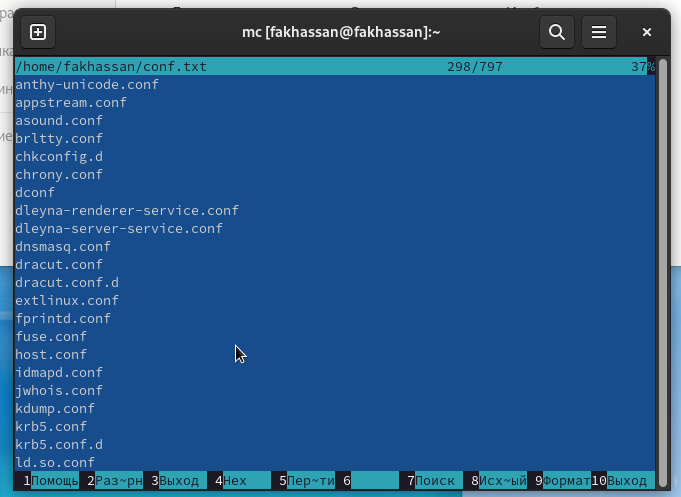 mc [fakhassan@fakhassan]:~
/home/fakhassan/conf.txt 298/797 37%
anthy-unicode.conf
appstream.conf
asound.conf
brltty.conf
chkconfig.d
chrony.conf
dconf
dleyna-renderer-service.conf
dleyna-server-service.conf
dnsmasq.conf
dracut.conf
dracut.conf.d
extlinux.conf
fprintd.conf
fuse.conf
host.conf
idmapd.conf
jwhois.conf
kdump.conf
krb5.conf
krb5.conf.d
ld.so.conf
1Помощь 2Раз~рн 3Выход 4Hex 5Пер~ти 6 7Поиск 8Исх~ый 9Формат 10Выход